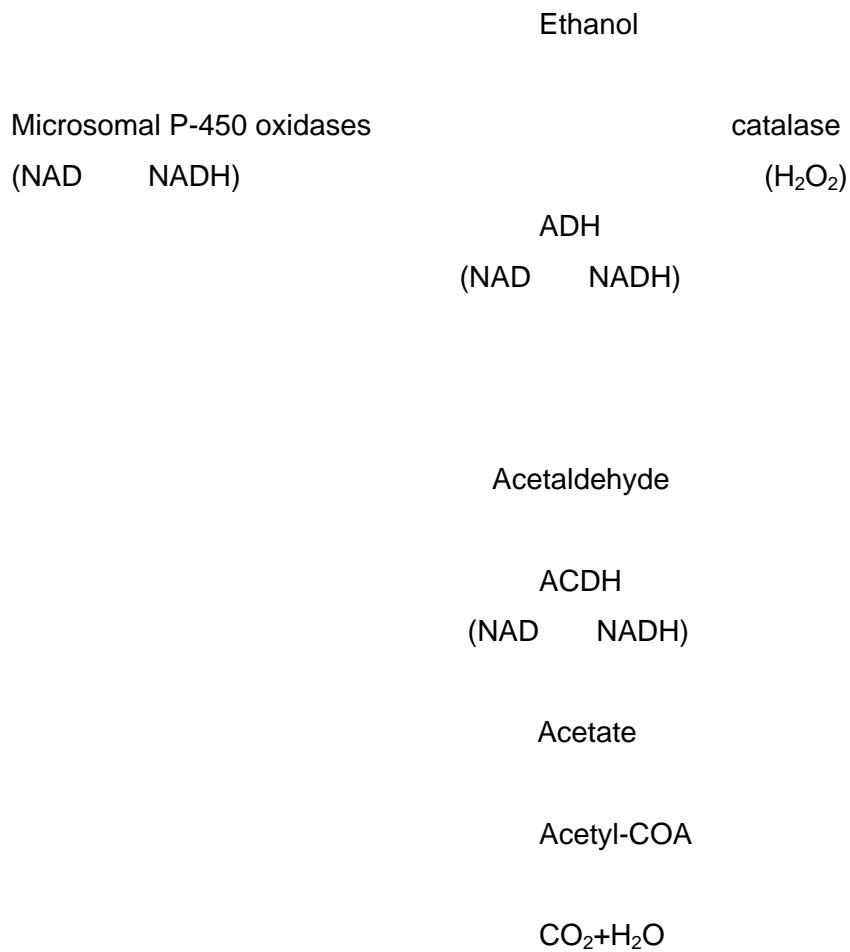 Ethanol
Microsomal P-450 oxidases catalase
(NAD NADH) (H₂O₂)
ADH
(NAD NADH)
Acetaldehyde
ACDH
(NAD NADH)
Acetate
Acetyl-COA
CO₂+H₂O